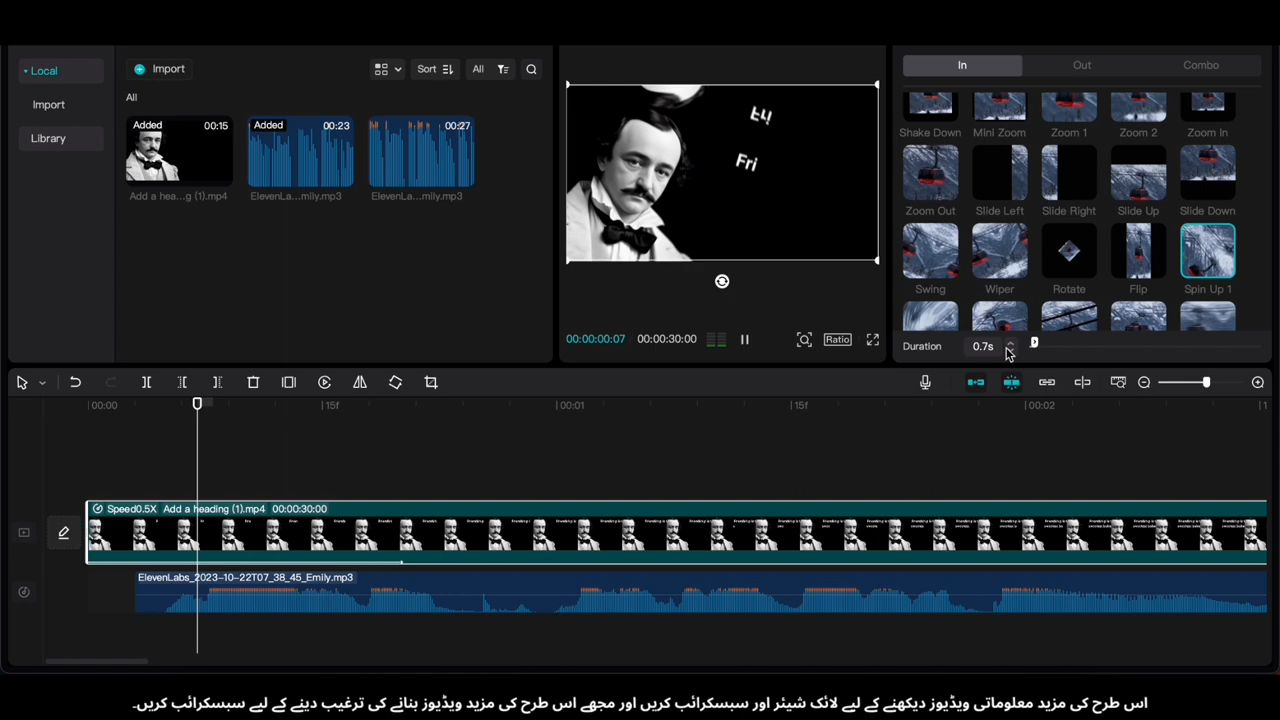 Local
Import
Library
Import
Sort
All
All
Added 00:15
Added 00:23
00:27
Add a hea...g (1).mp4
ElevenLa...mily.mp3
ElevenLa...mily.mp3
Fri
00:00:00:07 00:00:30:00
Ratio
In Out Combo
Shake Down Mini Zoom Zoom 1 Zoom 2 Zoom In
Zoom Out Slide Left Slide Right Slide Up Slide Down
Swing Wiper Rotate Flip Spin Up 1
Duration 0.7s
00:00 15f 00:01 15f 00:02
Speed0.5X Add a heading (1).mp4 00:00:30:00
ElevenLabs_2023-10-22T07_38_45_Emily.mp3
اس طرح کی مزید معلوماتی ویڈیوز دیکھنے کے لیے لائک شیئر اور سبسکرائب کریں اور مجھے اس طرح کی مزید ویڈیوز بنانے کی ترغیب دینے کے لیے سبسکرائب کریں۔